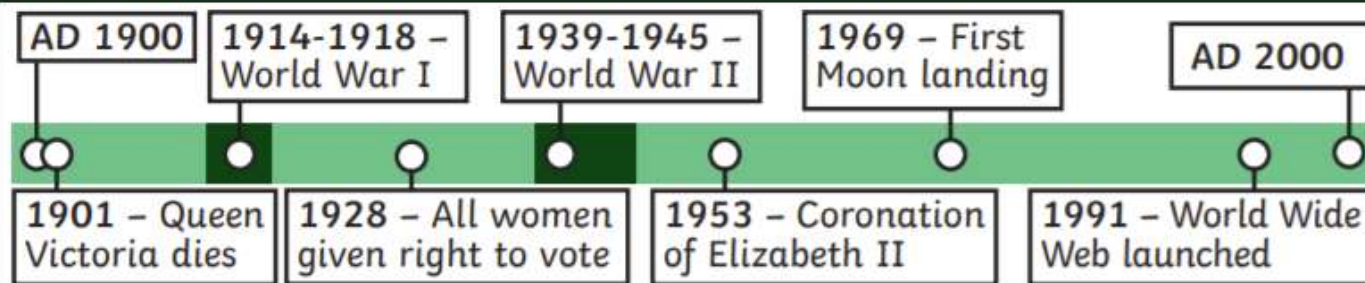 AD 1900
1914-1918 –
World War I
1939-1945 –
World War II
1969 – First
Moon landing
AD 2000
1901 – Queen
Victoria dies
1928 – All women
given right to vote
1953 – Coronation
of Elizabeth II
1991 – World Wide
Web launched